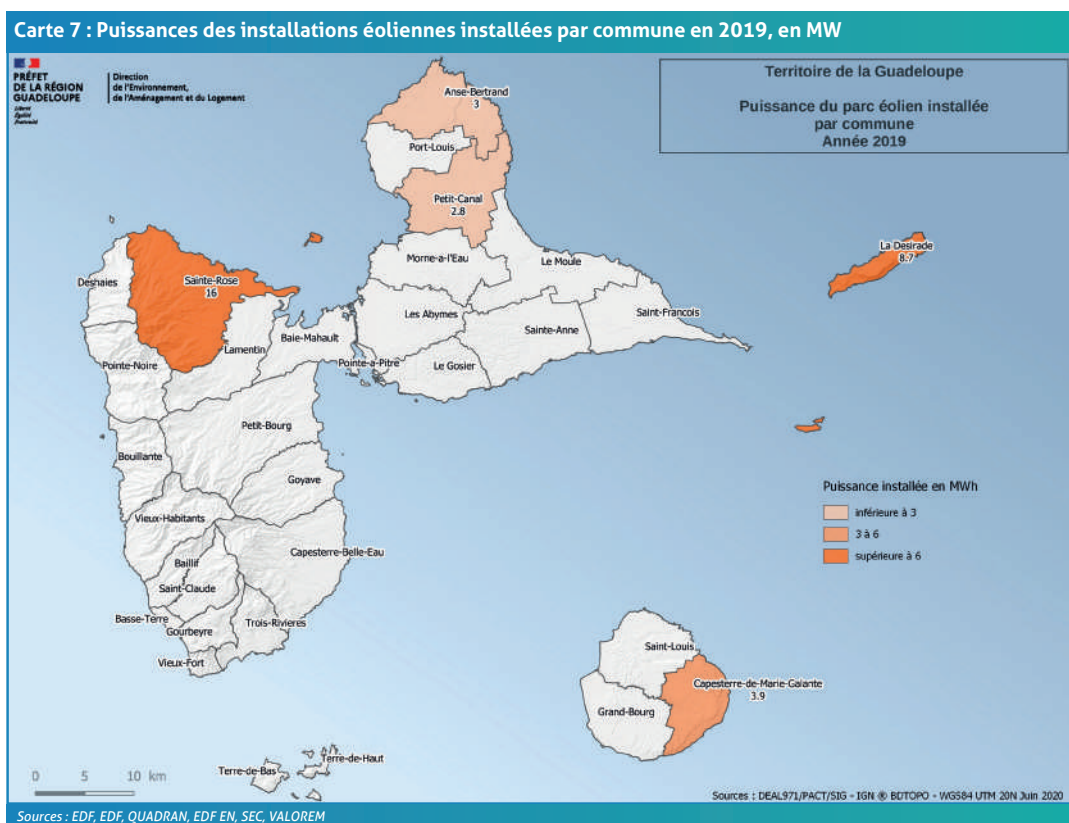 Carte 7 : Puissances des installations éoliennes installées par commune en 2019, en MW
PRÉFET
DE LA RÉGION
GUADELOUPE
Liberté
Égalité
Fraternité
Direction
de l'Environnement,
de l'Aménagement et du Logement
Territoire de la Guadeloupe
Puissance du parc éolien installée
par commune
Année 2019
Anse-Bertrand
3
Port-Louis
Petit-Canal
2.8
Morne-a-l'Eau
Le Moule
La Desirade
8.7
Sainte-Rose
16
Deshaies
Les Abymes
Saint-Francois
Sainte-Anne
Baie-Mahault
Lamentin
Pointe-a-Pitre
Le Gosier
Pointe-Noire
Petit-Bourg
Bouillante
Goyave
Vieux-Habitants
Capesterre-Belle-Eau
Baillif
Saint-Claude
Basse-Terre
Gourbeyre
Trois-Rivieres
Vieux-Fort
Puissance installée en MWh
inférieure à 3
3 à 6
supérieure à 6
Saint-Louis
Capesterre-de-Marie-Galante
3.9
Grand-Bourg
Terre-de-Haut
Terre-de-Bas
0 5 10 km
Sources : DEAL971/PACT/SIG - IGN ® BDTOPO - WGS84 UTM 20N Juin 2020
Sources : EDF, EDF, QUADRAN, EDF EN, SEC, VALOREM